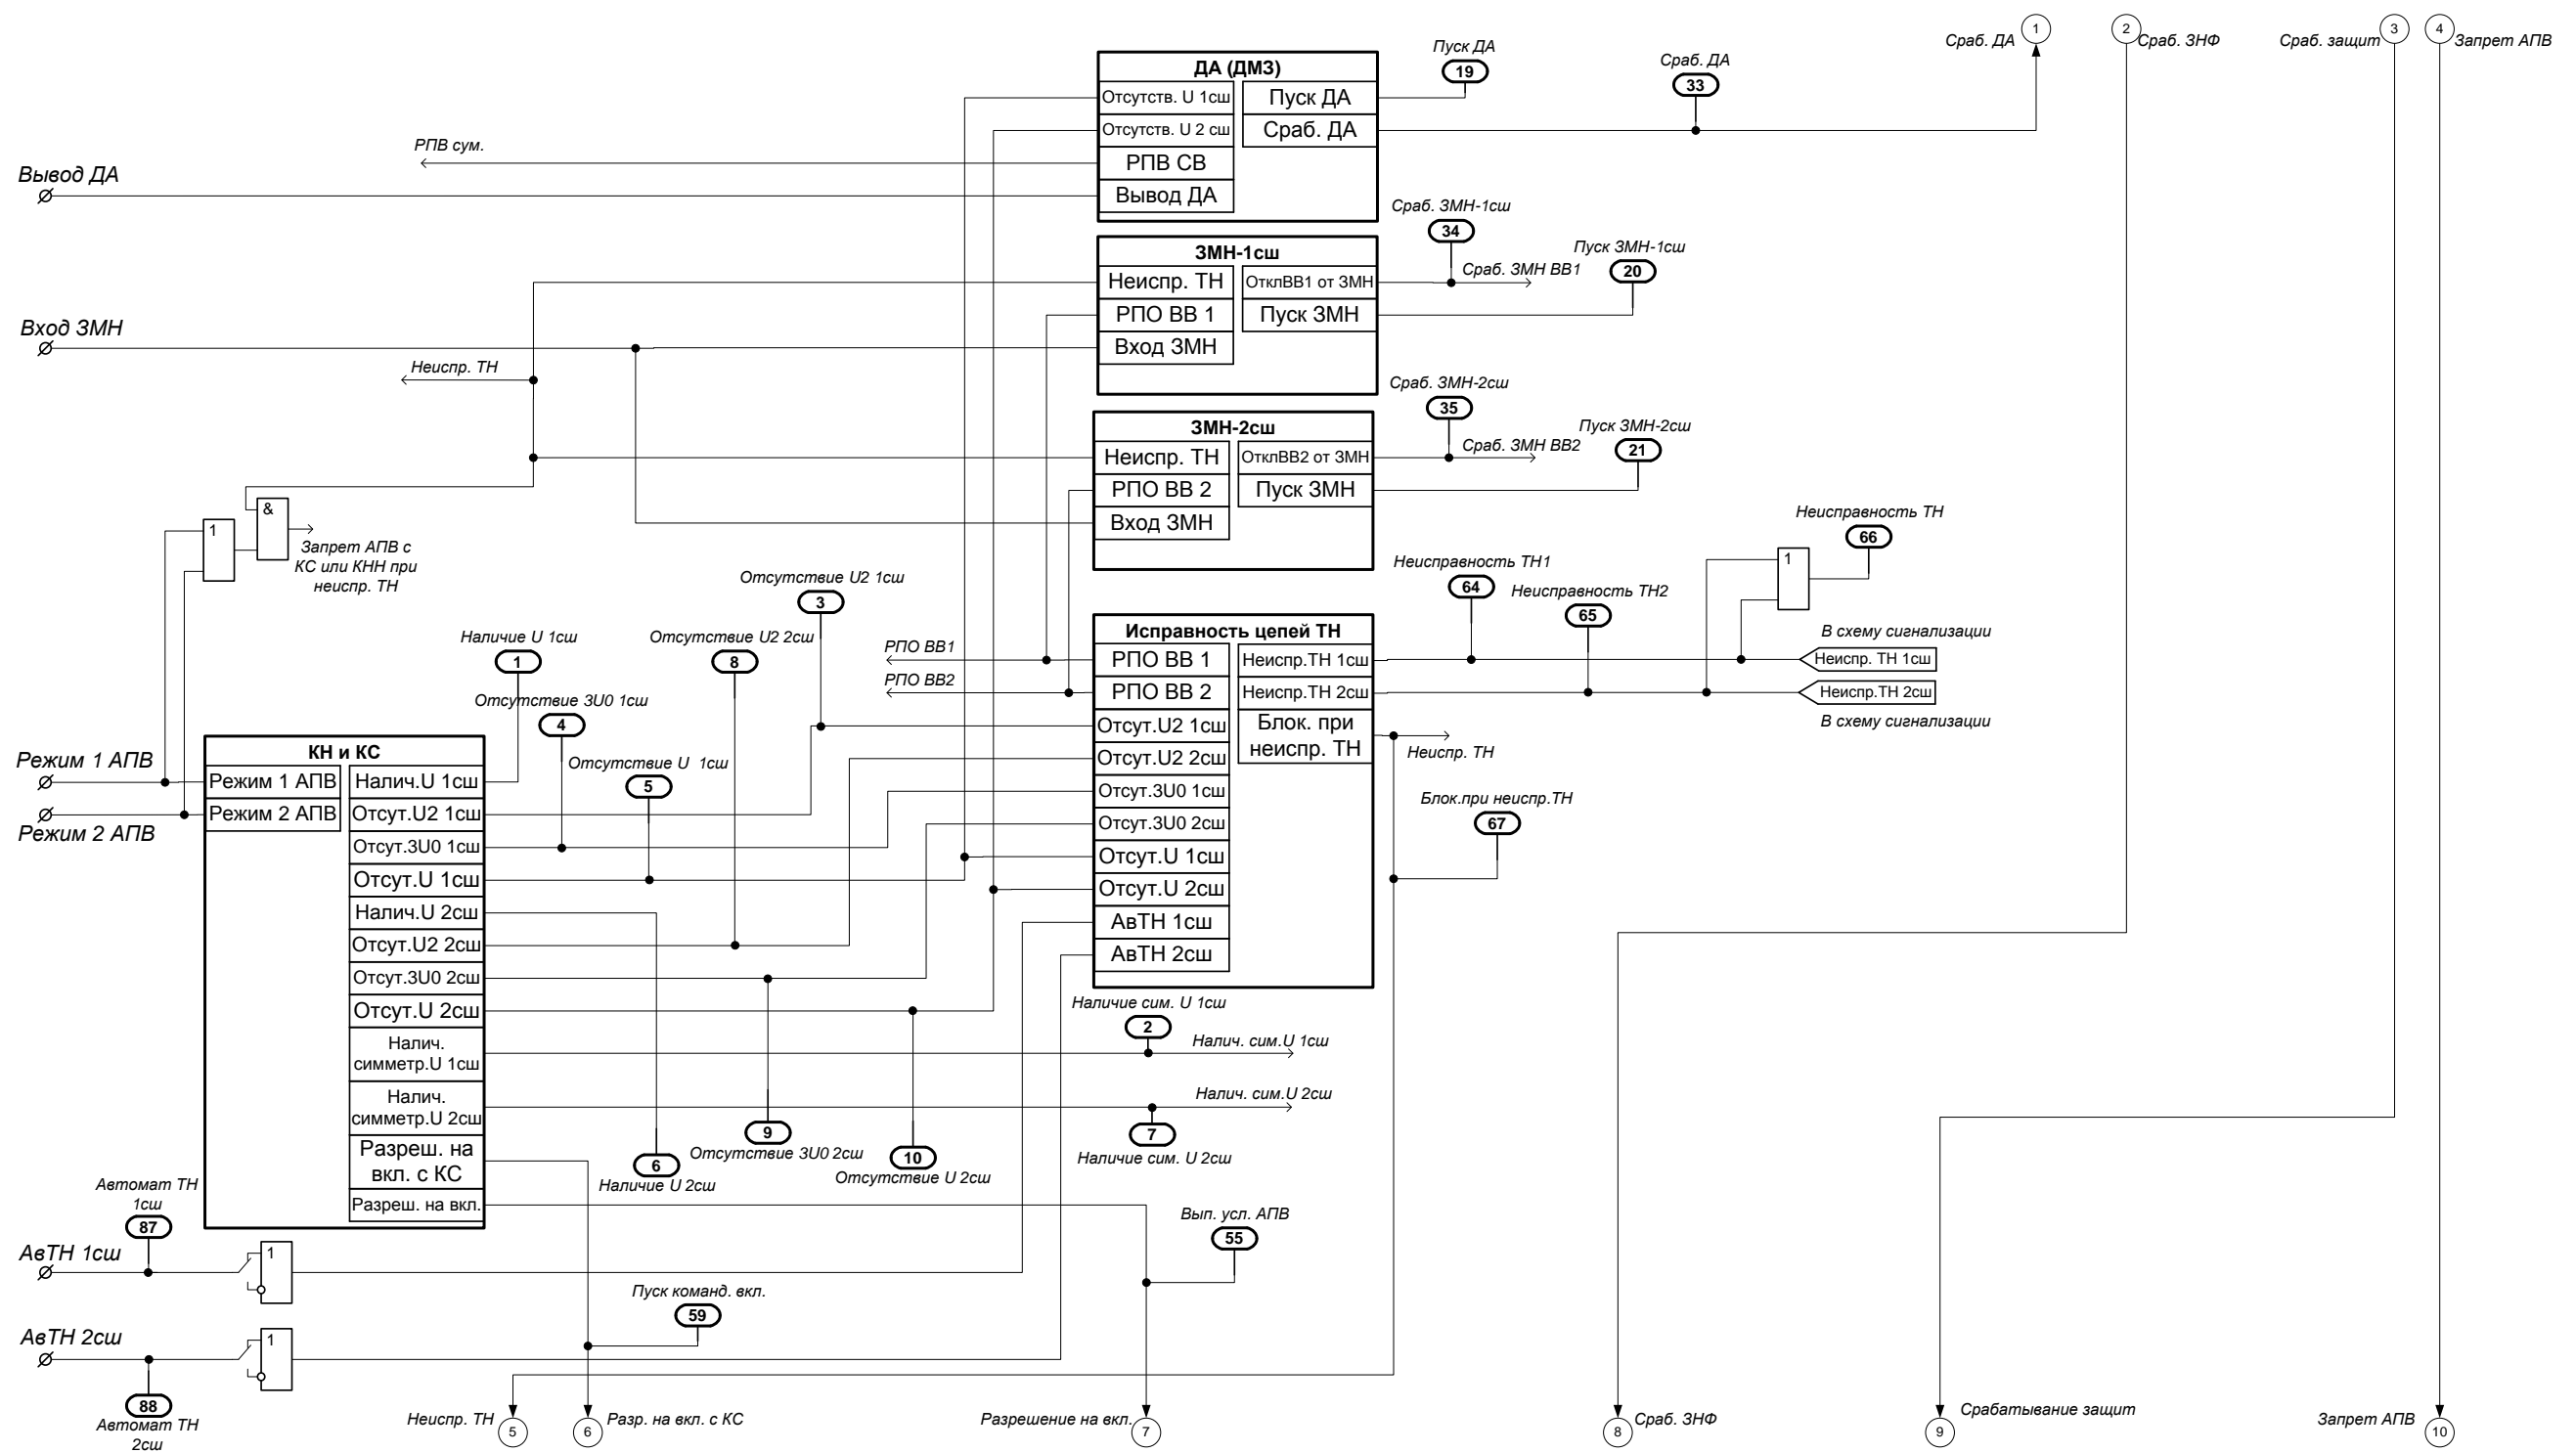 1
2
3
4
Сраб. ДА
Сраб. ЗНФ
Сраб. защит
Запрет АПВ
Пуск ДА
19
Сраб. ДА
33
ДА (ДМЗ)
Отсутств. U 1сш
Пуск ДА
Отсутств. U 2 сш
Сраб. ДА
РПВ СВ
Вывод ДА
РПВ сум.
Вывод ДА
Сраб. ЗМН-1сш
34
Пуск ЗМН-1сш
20
Сраб. ЗМН ВВ1
ЗМН-1сш
Неиспр. ТН
ОтклВВ1 от ЗМН
РПО ВВ 1
Пуск ЗМН
Вход ЗМН
Вход ЗМН
Неиспр. ТН
Сраб. ЗМН-2сш
35
Пуск ЗМН-2сш
21
Сраб. ЗМН ВВ2
ЗМН-2сш
Неиспр. ТН
ОтклВВ2 от ЗМН
РПО ВВ 2
Пуск ЗМН
Вход ЗМН
&
1
Запрет АПВ с
КС или КНН при
неиспр. ТН
Неисправность ТН
66
1
Неисправность ТН1
64
Неисправность ТН2
65
Отсутствие U2 1сш
3
Наличие U 1сш
1
Отсутствие U2 2сш
8
Отсутствие 3U0 1сш
4
Отсутствие U 1сш
5
РПО ВВ1
РПО ВВ2
Исправность цепей ТН
РПО ВВ 1
Неиспр.ТН 1сш
РПО ВВ 2
Неиспр.ТН 2сш
Отсут.U2 1сш
Блок. при
неиспр. ТН
Отсут.U2 2сш
Отсут.3U0 1сш
Отсут.3U0 2сш
Отсут.U 1сш
Отсут.U 2сш
АвТН 1сш
АвТН 2сш
В схему сигнализации
Неиспр. ТН 1сш
Неиспр.ТН 2сш
В схему сигнализации
Неиспр. ТН
Блок.при неиспр.ТН
67
Режим 1 АПВ
Режим 2 АПВ
КН и КС
Режим 1 АПВ
Налич.U 1сш
Режим 2 АПВ
Отсут.U2 1сш
Отсут.3U0 1сш
Отсут.U 1сш
Налич.U 2сш
Отсут.U2 2сш
Отсут.3U0 2сш
Отсут.U 2сш
Налич.
симметр.U 1сш
Налич.
симметр.U 2сш
Разреш. на
вкл. с КС
Разреш. на вкл.
Наличие сим. U 1сш
2
Налич. сим.U 1сш
Налич. сим.U 2сш
7
Наличие сим. U 2сш
9
Отсутствие 3U0 2сш
10
Отсутствие U 2сш
6
Наличие U 2сш
Автомат ТН
1сш
87
АвТН 1сш
1
Вып. усл. АПВ
55
Пуск команд. вкл.
59
АвТН 2сш
1
88
Автомат ТН
2сш
Неиспр. ТН
5
6
Разр. на вкл. с КС
Разрешение на вкл.
7
8
Сраб. ЗНФ
9
Срабатывание защит
Запрет АПВ
10